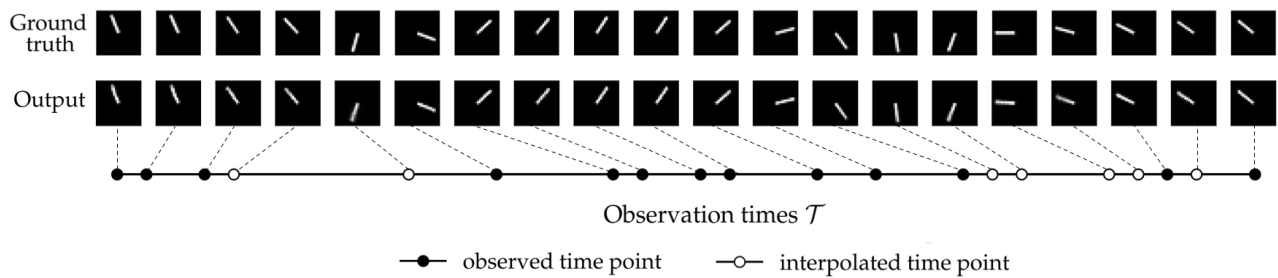 Ground
truth
Output
Observation times 𝒯
observed time point
interpolated time point